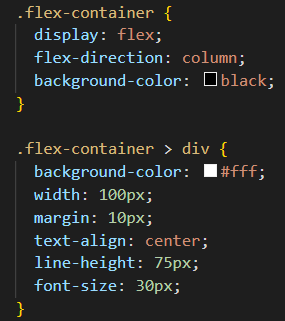 .flex-container {
  display: flex;
  flex-direction: column;
  background-color: black;
}

.flex-container > div {
  background-color: #fff;
  width: 100px;
  margin: 10px;
  text-align: center;
  line-height: 75px;
  font-size: 30px;
}